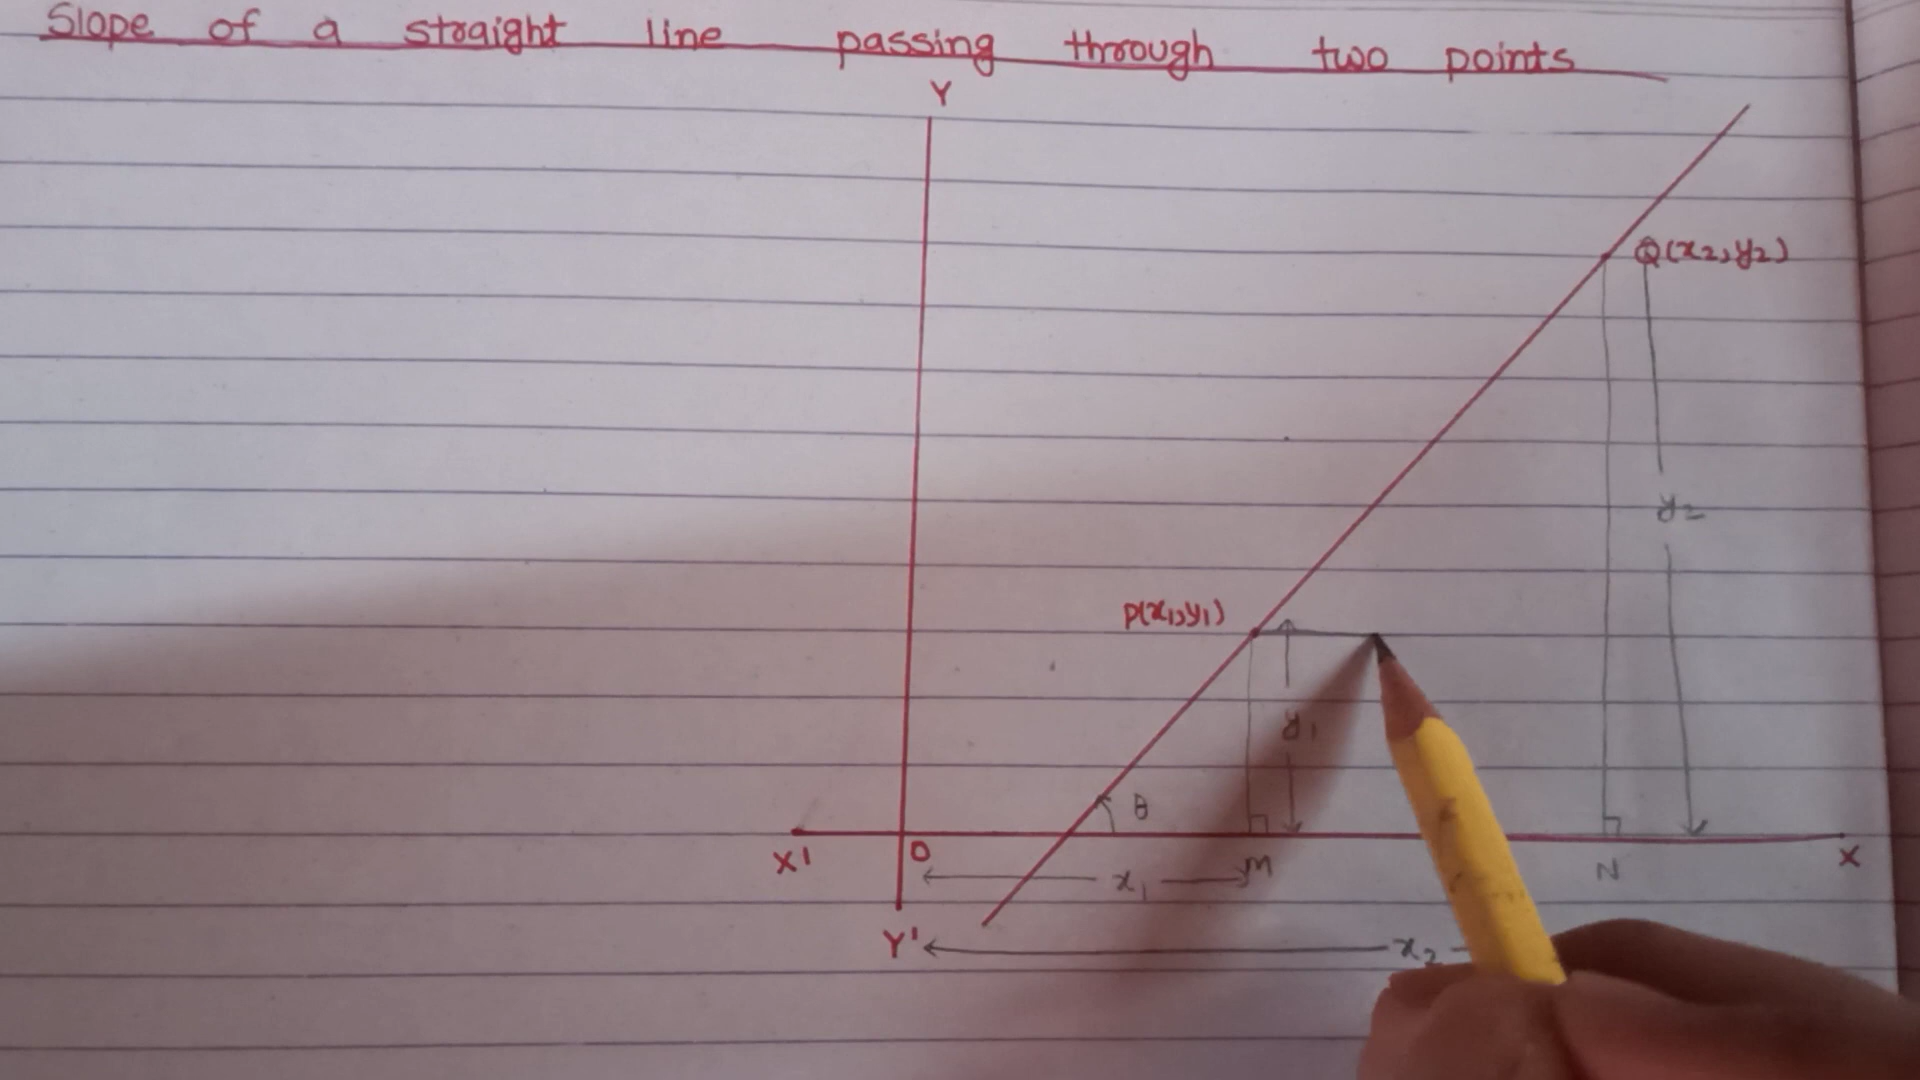 Slope of a straight line passing through two points
Y
Q(x2,y2)
y2
P(x1,y1)
y1
θ
X' O M N X
x1
Y' x2